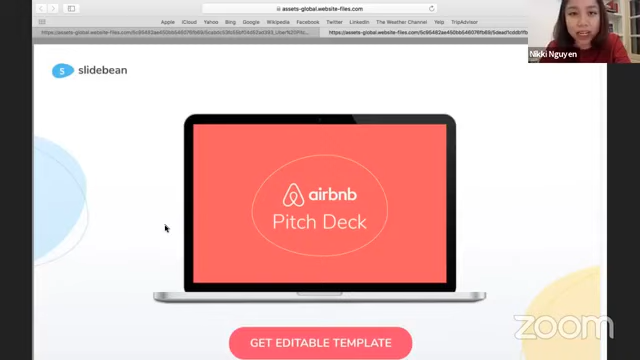 assets-global.website-files.com
Apple iCloud Yahoo Bing Google Wikipedia Facebook Twitter LinkedIn The Weather Channel Yelp TripAdvisor
Nikki Nguyen
slidebean
airbnb
Pitch Deck
GET EDITABLE TEMPLATE
zoom